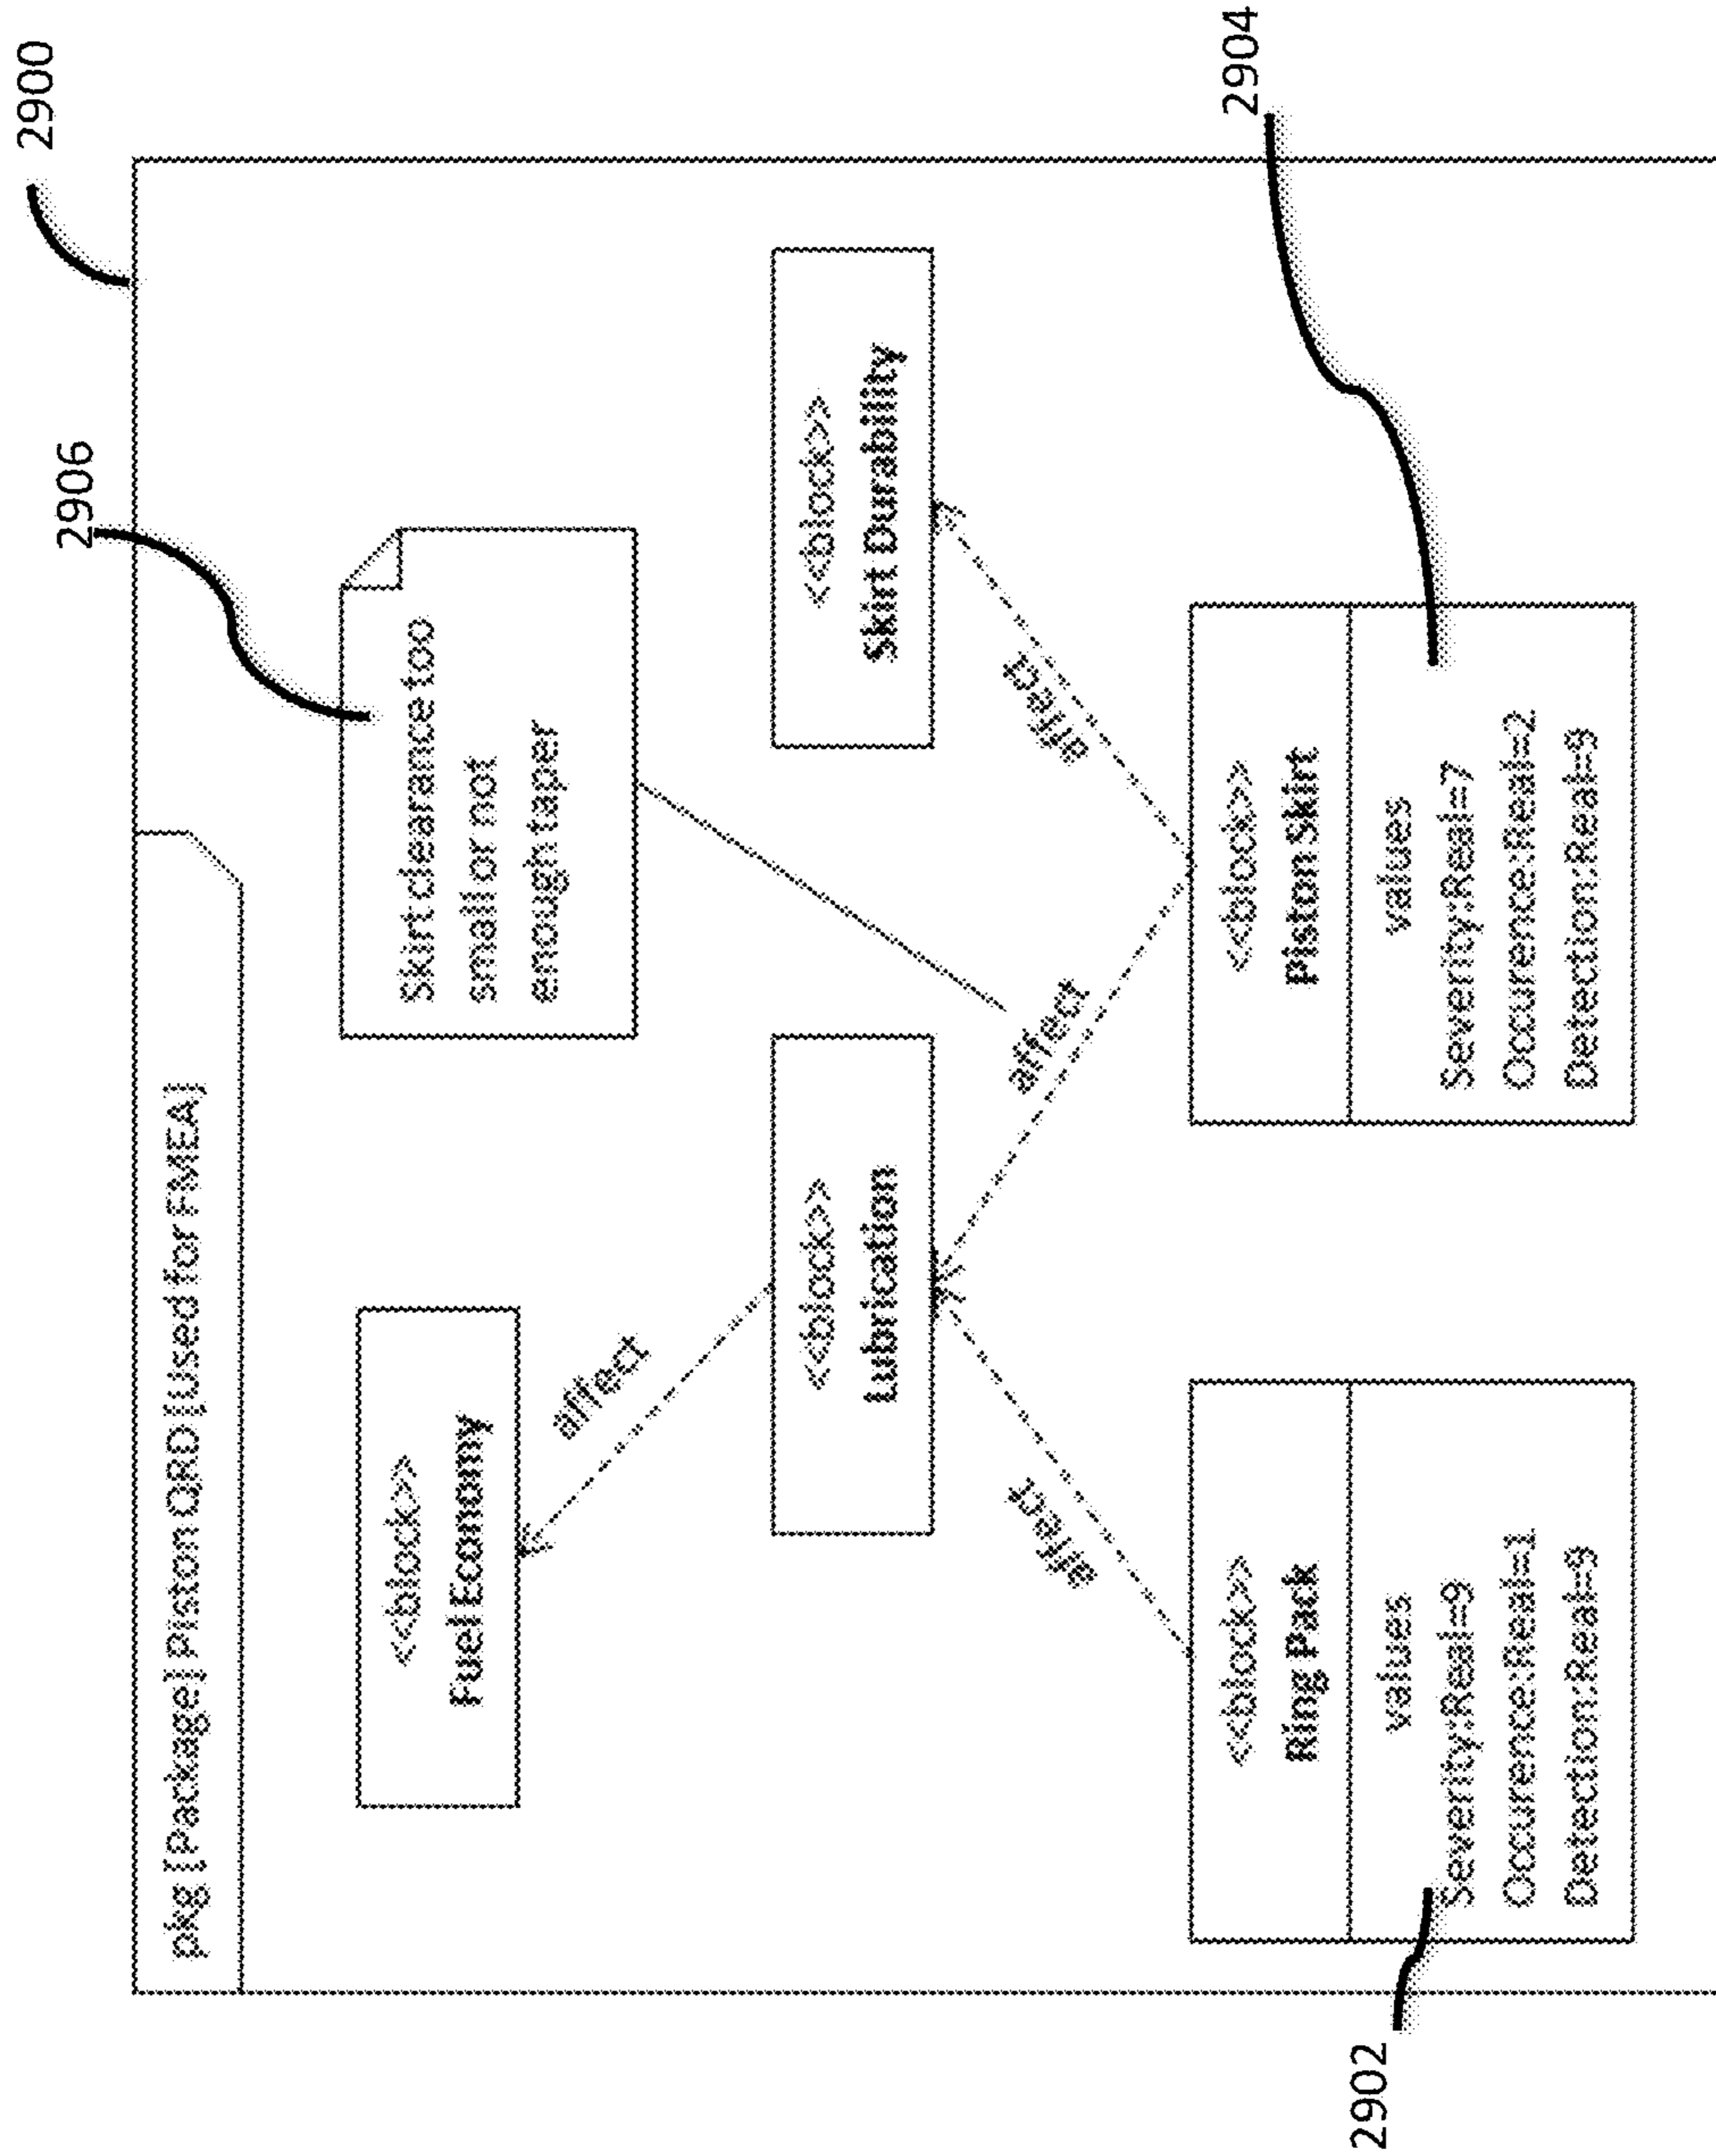 2900
pkg [Package] Piston QRD [used for FMEA]
2906
<<block>>
Fuel Economy
Skirt clearance too
small or not
enough taper
affect
<<block>>
Lubrication
<<block>>
Skirt Durability
affect
affect
affect
2904
<<block>>
Ring Pack
values
Severity:Real=9
Occurence:Real=1
Detection:Real=9
<<block>>
Piston Skirt
values
Severity:Real=7
Occurence:Real=2
Detection:Real=9
2902